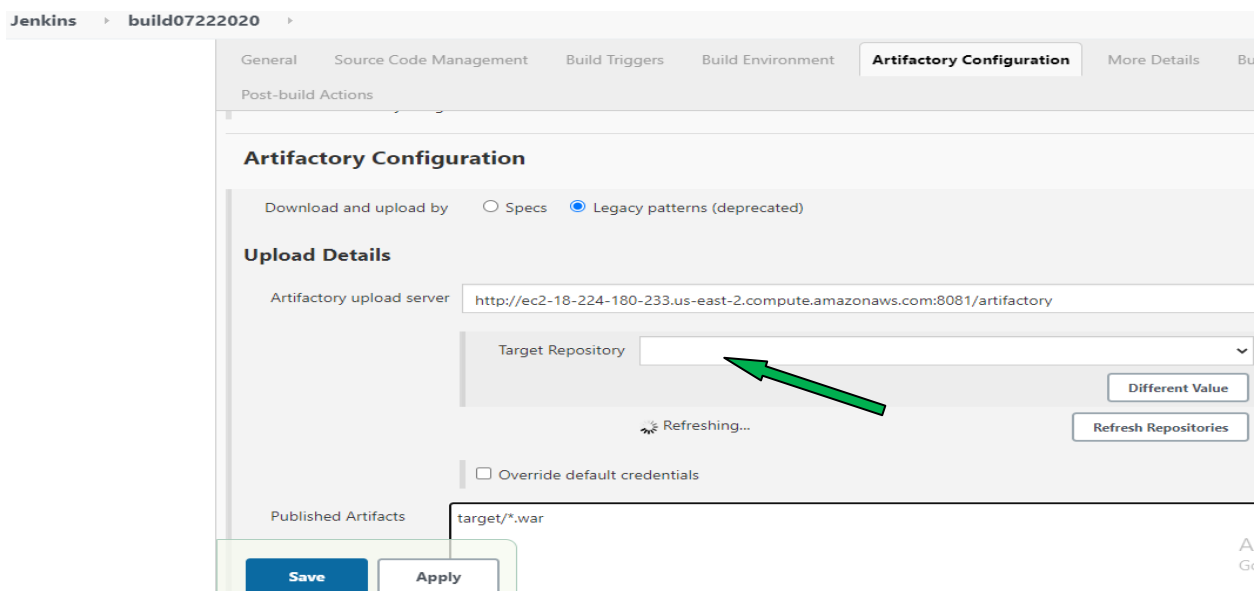 Jenkins build07222020
General Source Code Management Build Triggers Build Environment Artifactory Configuration More Details Bu
Post-build Actions
Artifactory Configuration
Download and upload by Specs Legacy patterns (deprecated)
Upload Details
Artifactory upload server http://ec2-18-224-180-233.us-east-2.compute.amazonaws.com:8081/artifactory
Target Repository
Different Value
Refreshing... Refresh Repositories
Override default credentials
Published Artifacts target/*.war
A
Go
Save Apply